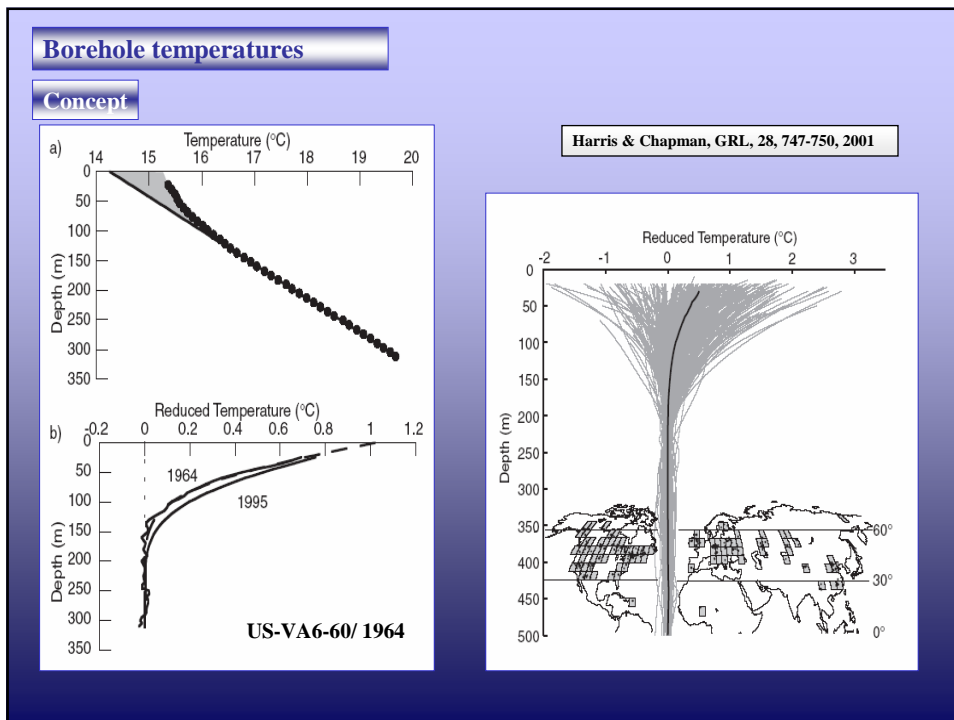 Borehole temperatures
Concept
Harris & Chapman, GRL, 28, 747-750, 2001
a)
Temperature (°C)
14 15 16 17 18 19 20
Depth (m)
0
50
100
150
200
250
300
350
b)
Reduced Temperature (°C)
-0.2 0 0.2 0.4 0.6 0.8 1 1.2
Depth (m)
0
50
100
150
200
250
300
350
1964
1995
US-VA6-60/ 1964
Reduced Temperature (°C)
-2 -1 0 1 2 3
Depth (m)
0
50
100
150
200
250
300
350
400
450
500
60°
30°
0°